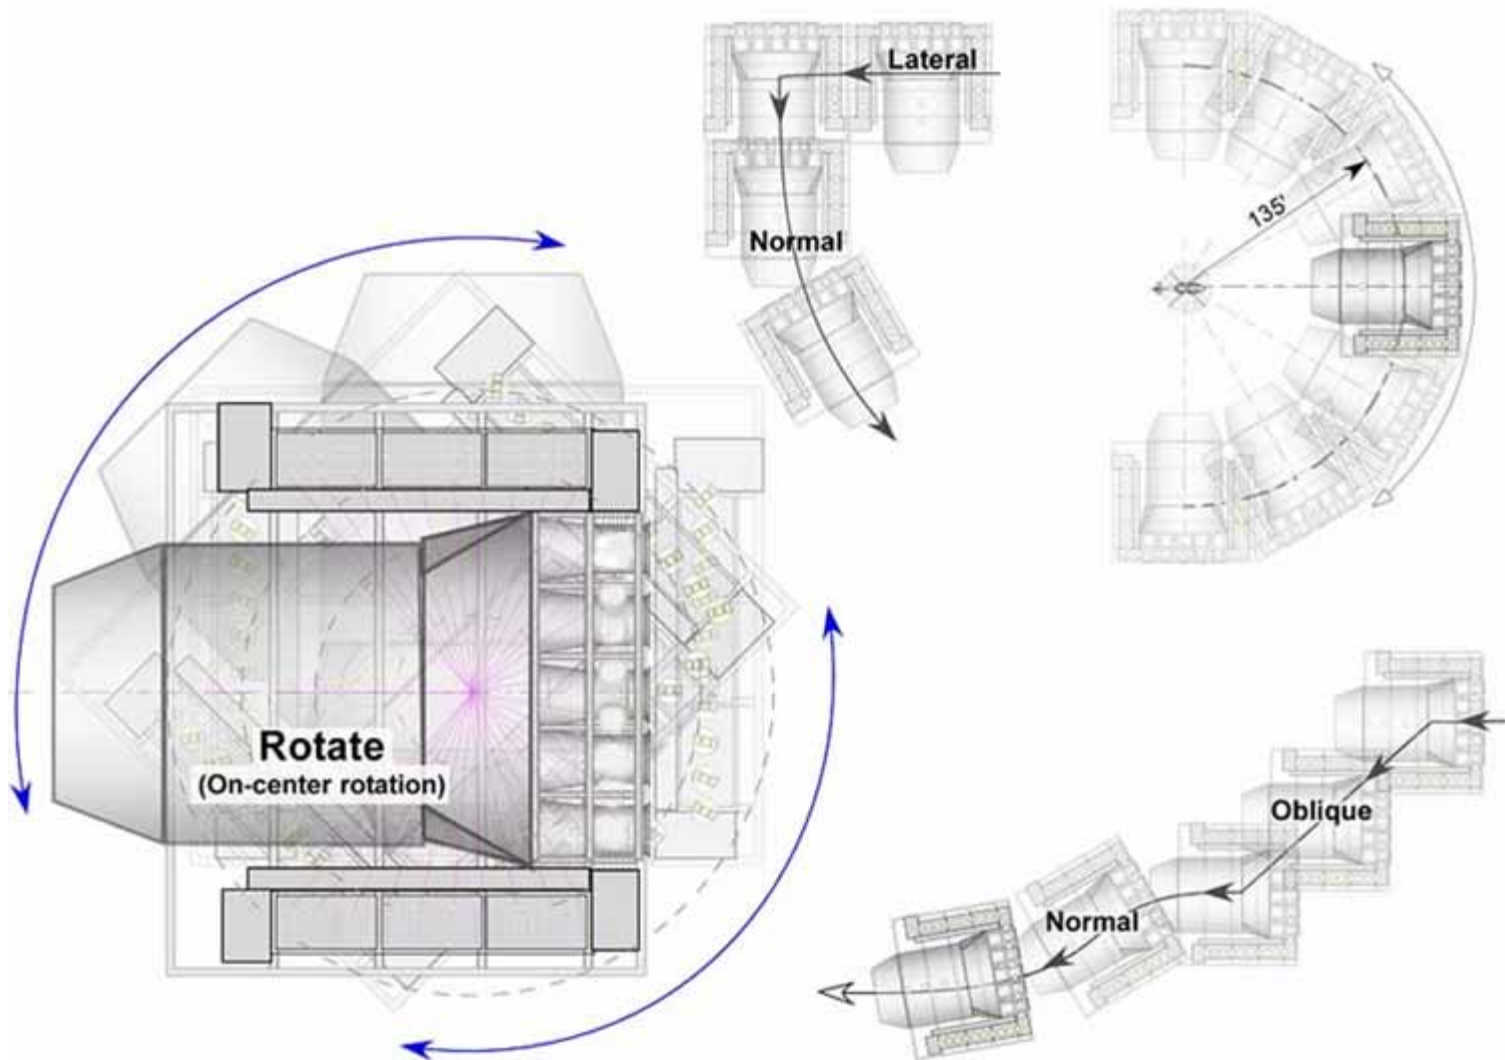 Lateral
Normal
135'
Rotate
(On-center rotation)
Oblique
Normal